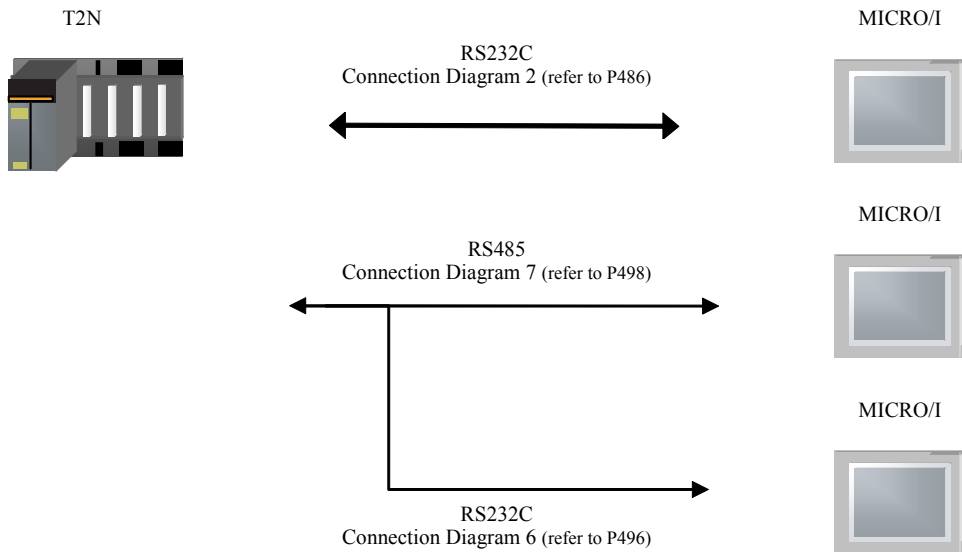 T2N
MICRO/I
RS232C
Connection Diagram 2 (refer to P486)
MICRO/I
RS485
Connection Diagram 7 (refer to P498)
MICRO/I
RS232C
Connection Diagram 6 (refer to P496)